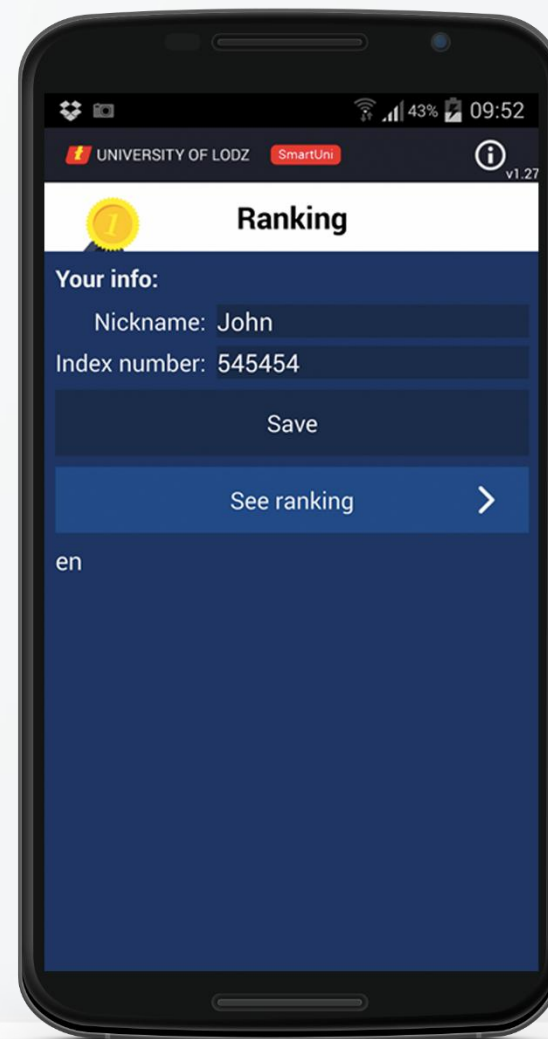 43% 09:52
UNIVERSITY OF LODZ SmartUni
v1.27
1 Ranking
Your info:
Nickname: John
Index number: 545454
Save
See ranking
en